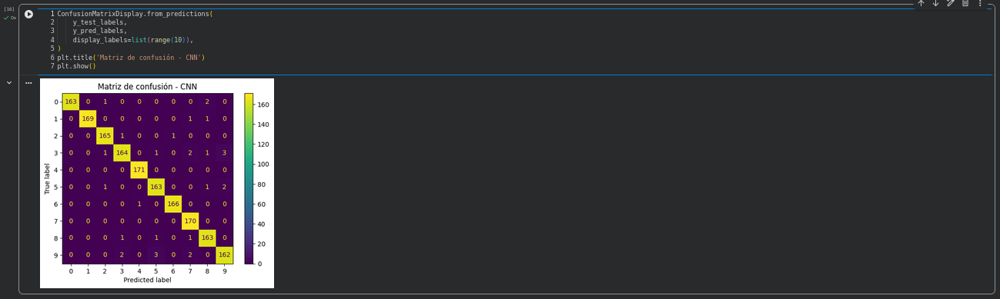 [16]
0s
1 ConfusionMatrixDisplay.from_predictions(
2 y_test_labels,
3 y_pred_labels,
4 display_labels=list(range(10)),
5 )
6 plt.title('Matriz de confusión - CNN')
7 plt.show()
Matriz de confusión - CNN
0 163 0 1 0 0 0 0 0 2 0
1 0 169 0 0 0 0 0 1 1 0
2 0 0 165 1 0 0 1 0 0 0
3 0 0 1 164 0 1 0 2 1 3
4 0 0 0 0 171 0 0 0 0 0
5 0 0 1 0 0 163 0 0 1 2
6 0 0 0 0 1 0 166 0 0 0
7 0 0 0 0 0 0 0 170 0 0
8 0 0 0 1 0 1 0 1 163 0
9 0 0 0 2 0 3 0 2 0 162
0 1 2 3 4 5 6 7 8 9
Predicted label
True label
160
140
120
100
80
60
40
20
0